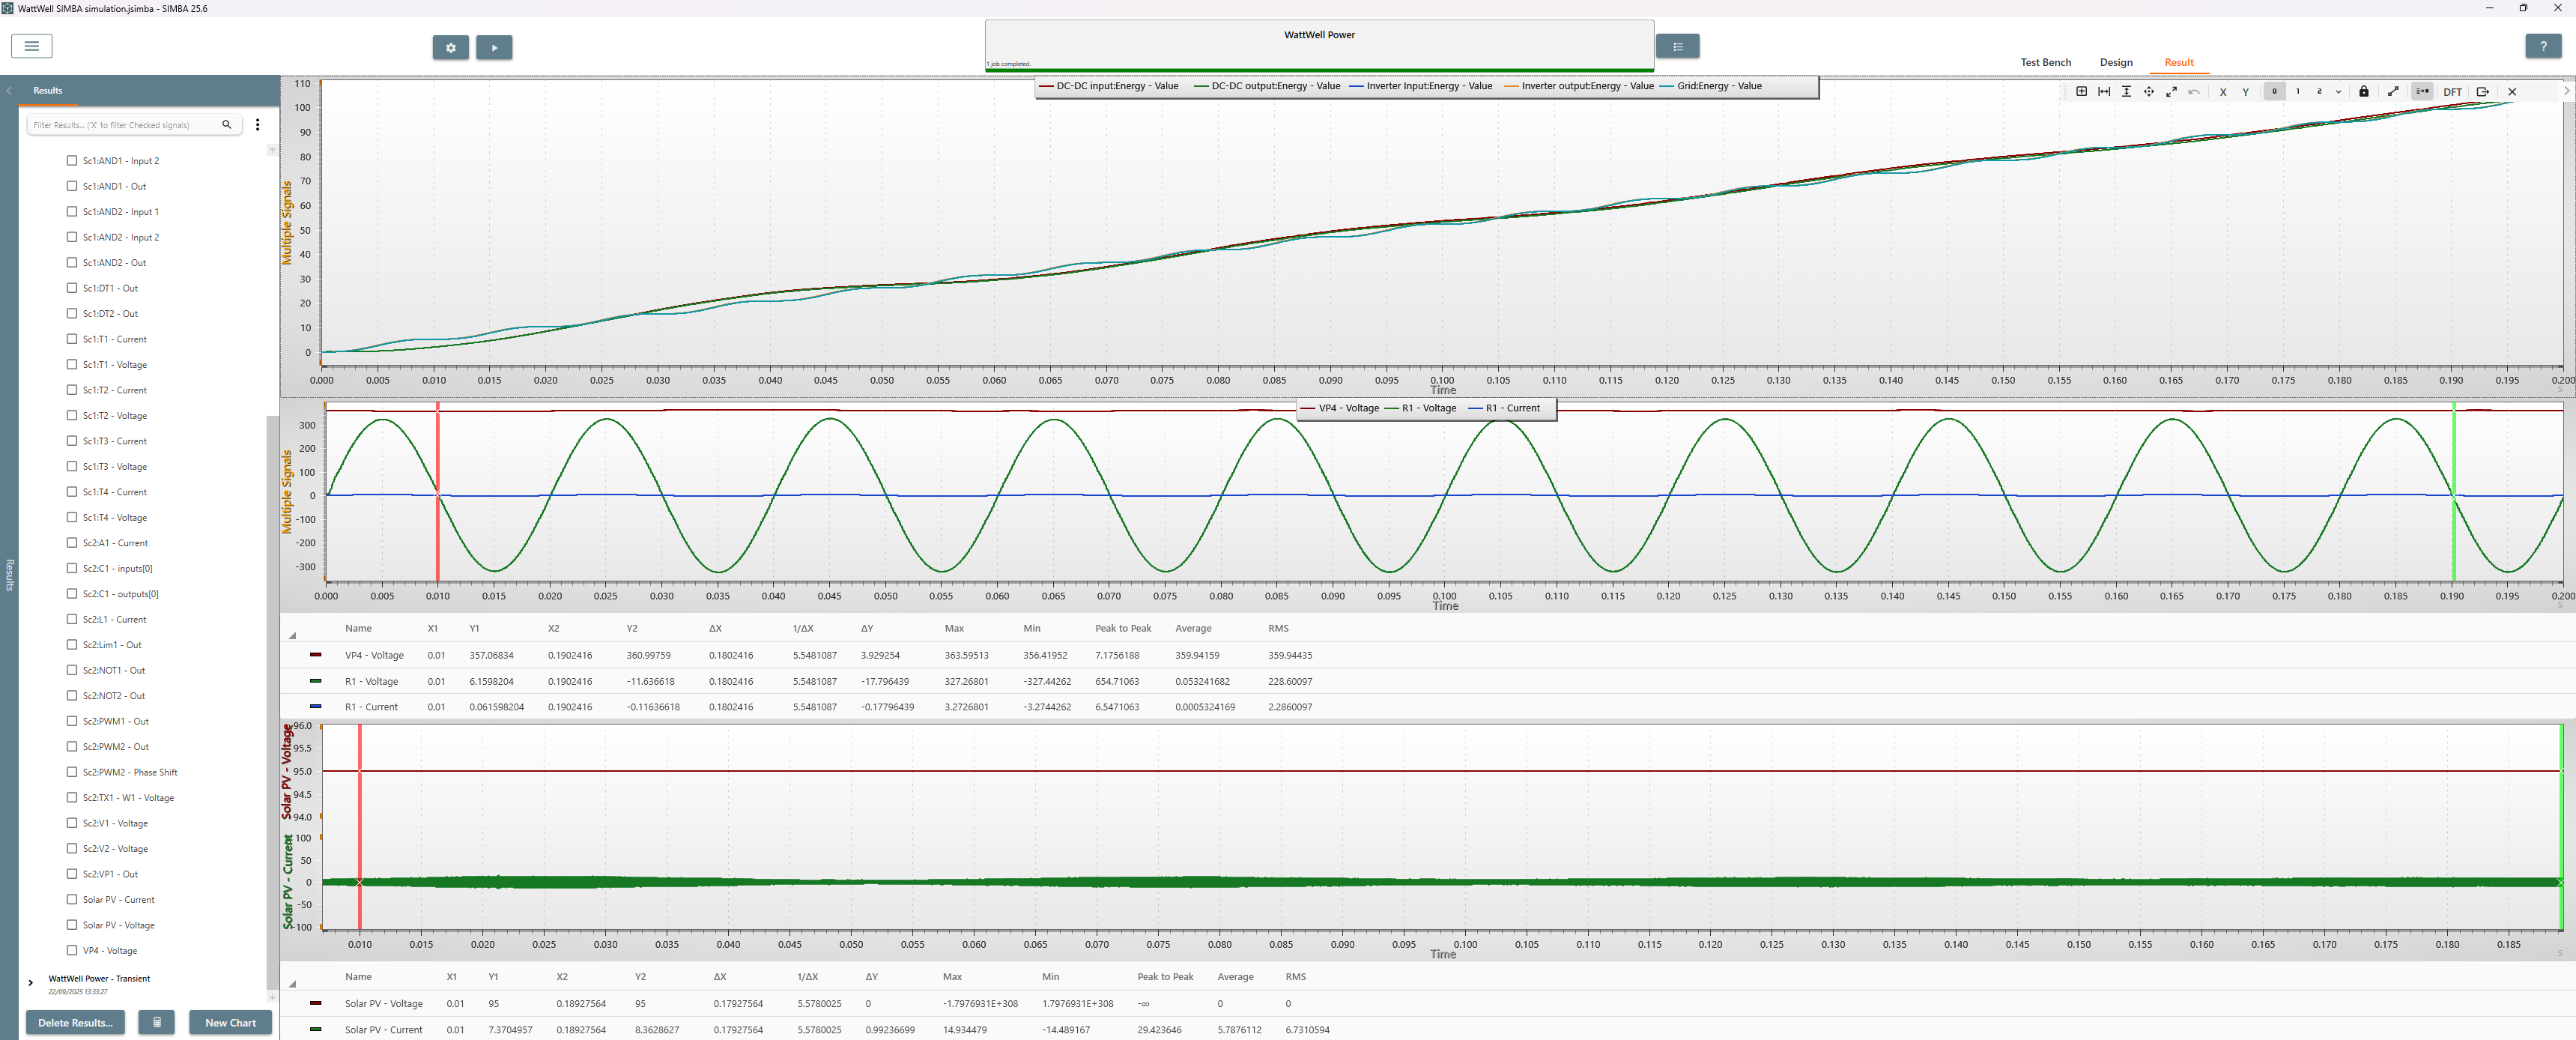 WattWell SIMBA simulation.jsimba - SIMBA 25.6
WattWell Power
1 job completed.
?
Test Bench Design Result
Results
Filter Results... ('X' to filter Checked signals)
Sc1:AND1 - Input 2
Sc1:AND1 - Out
Sc1:AND2 - Input 1
Sc1:AND2 - Input 2
Sc1:AND2 - Out
Sc1:DT1 - Out
Sc1:DT2 - Out
Sc1:T1 - Current
Sc1:T1 - Voltage
Sc1:T2 - Current
Sc1:T2 - Voltage
Sc1:T3 - Current
Sc1:T3 - Voltage
Sc1:T4 - Current
Sc1:T4 - Voltage
Sc2:A1 - Current
Sc2:C1 - inputs[0]
Sc2:C1 - outputs[0]
Sc2:L1 - Current
Sc2:Lim1 - Out
Sc2:NOT1 - Out
Sc2:NOT2 - Out
Sc2:PWM1 - Out
Sc2:PWM2 - Out
Sc2:PWM2 - Phase Shift
Sc2:TX1 - W1 - Voltage
Sc2:V1 - Voltage
Sc2:V2 - Voltage
Sc2:VP1 - Out
Solar PV - Current
Solar PV - Voltage
VP4 - Voltage
WattWell Power - Transient
22/09/2025 13:33:27
Delete Results... New Chart
Results
DC-DC input:Energy - Value DC-DC output:Energy - Value Inverter Input:Energy - Value Inverter output:Energy - Value Grid:Energy - Value
X Y 0 1 2 DFT
Multiple Signals
110
100
90
80
70
60
50
40
30
20
10
0
0.000 0.005 0.010 0.015 0.020 0.025 0.030 0.035 0.040 0.045 0.050 0.055 0.060 0.065 0.070 0.075 0.080 0.085 0.090 0.095 0.100 0.105 0.110 0.115 0.120 0.125 0.130 0.135 0.140 0.145 0.150 0.155 0.160 0.165 0.170 0.175 0.180 0.185 0.190 0.195 0.200
Time
s
VP4 - Voltage R1 - Voltage R1 - Current
Multiple Signals
300
200
100
0
-100
-200
-300
0.000 0.005 0.010 0.015 0.020 0.025 0.030 0.035 0.040 0.045 0.050 0.055 0.060 0.065 0.070 0.075 0.080 0.085 0.090 0.095 0.100 0.105 0.110 0.115 0.120 0.125 0.130 0.135 0.140 0.145 0.150 0.155 0.160 0.165 0.170 0.175 0.180 0.185 0.190 0.195 0.200
Time
s
Name X1 Y1 X2 Y2 ΔX 1/ΔX ΔY Max Min Peak to Peak Average RMS
VP4 - Voltage 0.01 357.06834 0.1902416 360.99759 0.1802416 5.5481087 3.929254 363.59513 356.41952 7.1756188 359.94159 359.94435
R1 - Voltage 0.01 6.1598204 0.1902416 -11.636618 0.1802416 5.5481087 -17.796439 327.26801 -327.44262 654.71063 0.053241682 228.60097
R1 - Current 0.01 0.061598204 0.1902416 -0.11636618 0.1802416 5.5481087 -0.17796439 3.2726801 -3.2744262 6.5471063 0.0005324169 2.2860097
Solar PV - Voltage
96.0
95.5
95.0
94.5
94.0
Solar PV - Current
100
50
0
-50
-100
0.010 0.015 0.020 0.025 0.030 0.035 0.040 0.045 0.050 0.055 0.060 0.065 0.070 0.075 0.080 0.085 0.090 0.095 0.100 0.105 0.110 0.115 0.120 0.125 0.130 0.135 0.140 0.145 0.150 0.155 0.160 0.165 0.170 0.175 0.180 0.185
Time
s
Name X1 Y1 X2 Y2 ΔX 1/ΔX ΔY Max Min Peak to Peak Average RMS
Solar PV - Voltage 0.01 95 0.18927564 95 0.17927564 5.5780025 0 -1.7976931E+308 1.7976931E+308 -∞ 0 0
Solar PV - Current 0.01 7.3704957 0.18927564 8.3628627 0.17927564 5.5780025 0.99236699 14.934479 -14.489167 29.423646 5.7876112 6.7310594